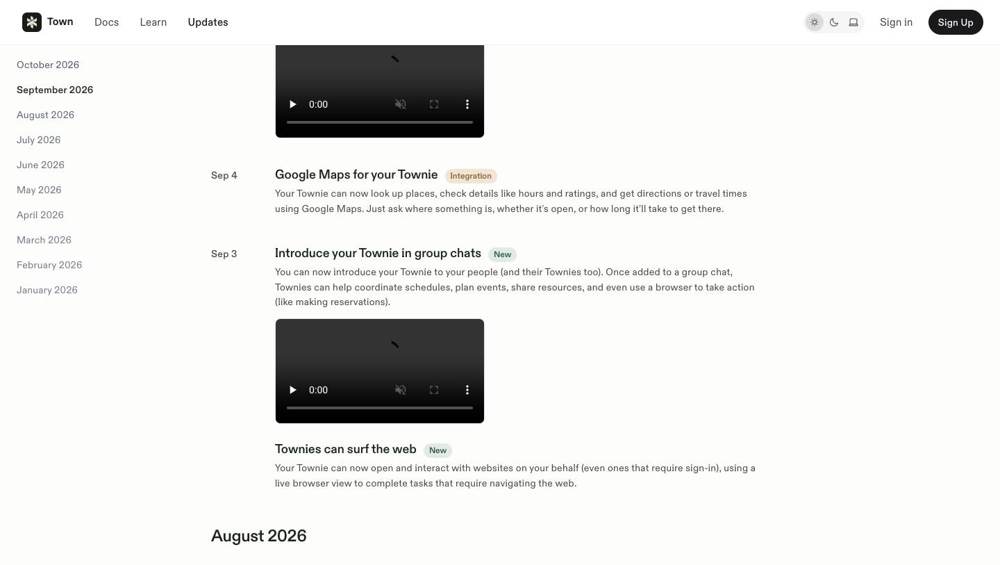 Town
Docs
Learn
Updates
Sign in
Sign Up
October 2026
September 2026
August 2026
July 2026
June 2026
May 2026
April 2026
March 2026
February 2026
January 2026
0:00
Sep 4
Google Maps for your Townie
Integration
Your Townie can now look up places, check details like hours and ratings, and get directions or travel times
using Google Maps. Just ask where something is, whether it's open, or how long it'll take to get there.
Sep 3
Introduce your Townie in group chats
New
You can now introduce your Townie to your people (and their Townies too). Once added to a group chat,
Townies can help coordinate schedules, plan events, share resources, and even use a browser to take action
(like making reservations).
0:00
Townies can surf the web
New
Your Townie can now open and interact with websites on your behalf (even ones that require sign-in), using a
live browser view to complete tasks that require navigating the web.
August 2026